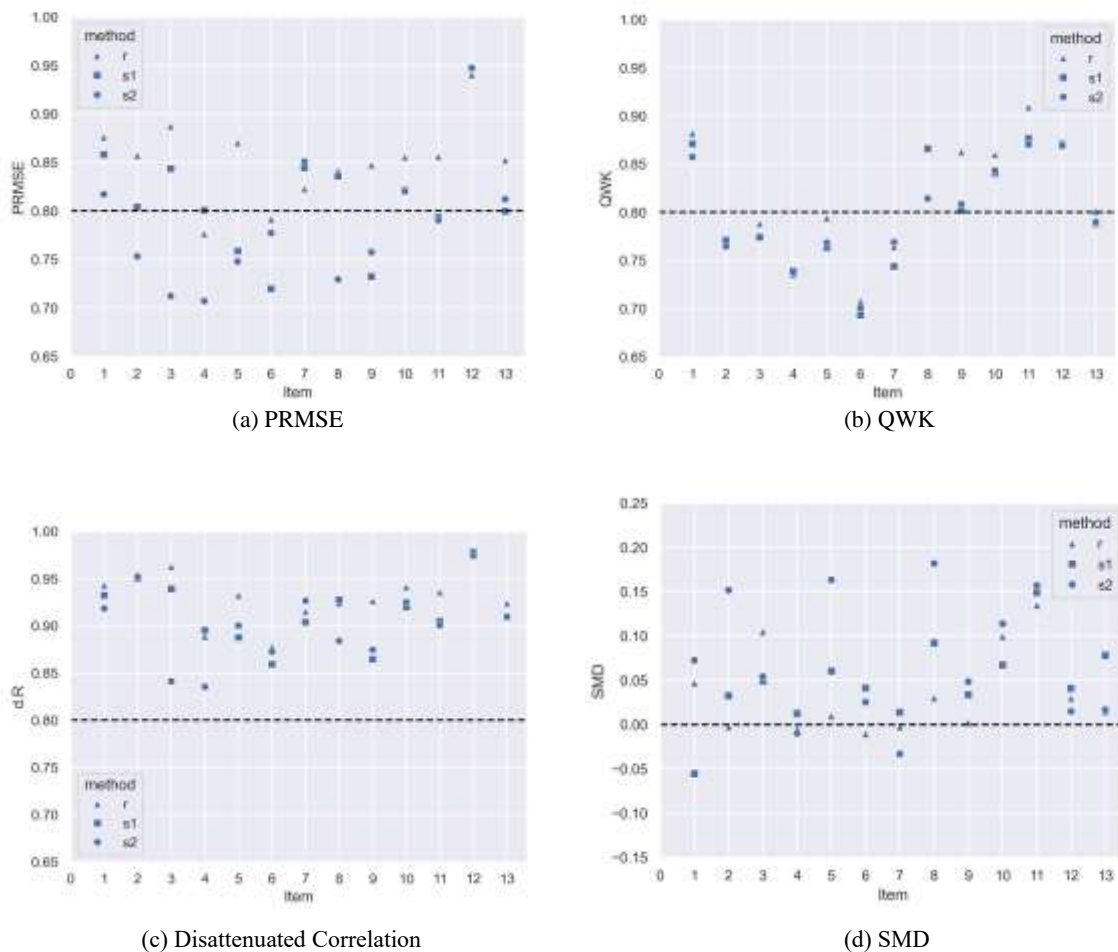 1.00
0.95
0.90
0.85
0.80
0.75
0.70
0.65
PRMSE
method
r
s1
s2
0 1 2 3 4 5 6 7 8 9 10 11 12 13
Item
(a) PRMSE
1.00
0.95
0.90
0.85
0.80
0.75
0.70
0.65
QWK
method
r
s1
s2
0 1 2 3 4 5 6 7 8 9 10 11 12 13
Item
(b) QWK
1.00
0.95
0.90
0.85
0.80
0.75
0.70
0.65
d.R
method
r
s1
s2
0 1 2 3 4 5 6 7 8 9 10 11 12 13
Item
(c) Disattenuated Correlation
0.25
0.20
0.15
0.10
0.05
0.00
−0.05
−0.10
−0.15
SMD
method
r
s1
s2
0 1 2 3 4 5 6 7 8 9 10 11 12 13
Item
(d) SMD